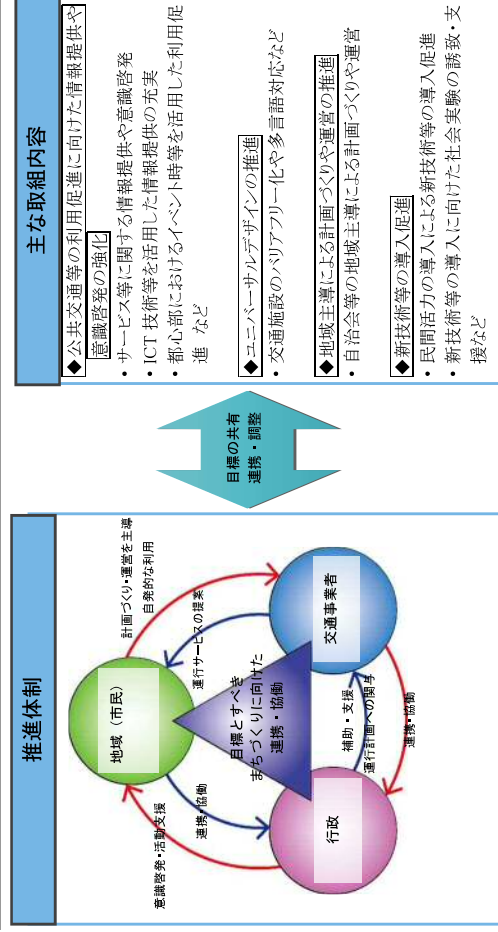 推進体制
地域（市民）
計画づくり・運営を主導
自発的な利用
運行サービスの提案
意識啓発・活動支援
連携・協働
目標とすべき
まちづくりに向けた
連携・協働
行政
交通事業者
補助・支援
運行計画への関与
連携・協働
目標の共有
連携・調整
主な取組内容
◆公共交通等の利用促進に向けた情報提供や
意識啓発の強化
・サービス等に関する情報提供や意識啓発
・ICT 技術等を活用した情報提供の充実
・都心部におけるイベント時等を活用した利用促
進 など
◆ユニバーサルデザインの推進
・交通施設のバリアフリー化や多言語対応など
◆地域主導による計画づくりや運営の推進
・自治会等の地域主導による計画づくりや運営
◆新技術等の導入促進
・民間活力の導入による新技術等の導入促進
・新技術等の導入に向けた社会実験の誘致・支
援など